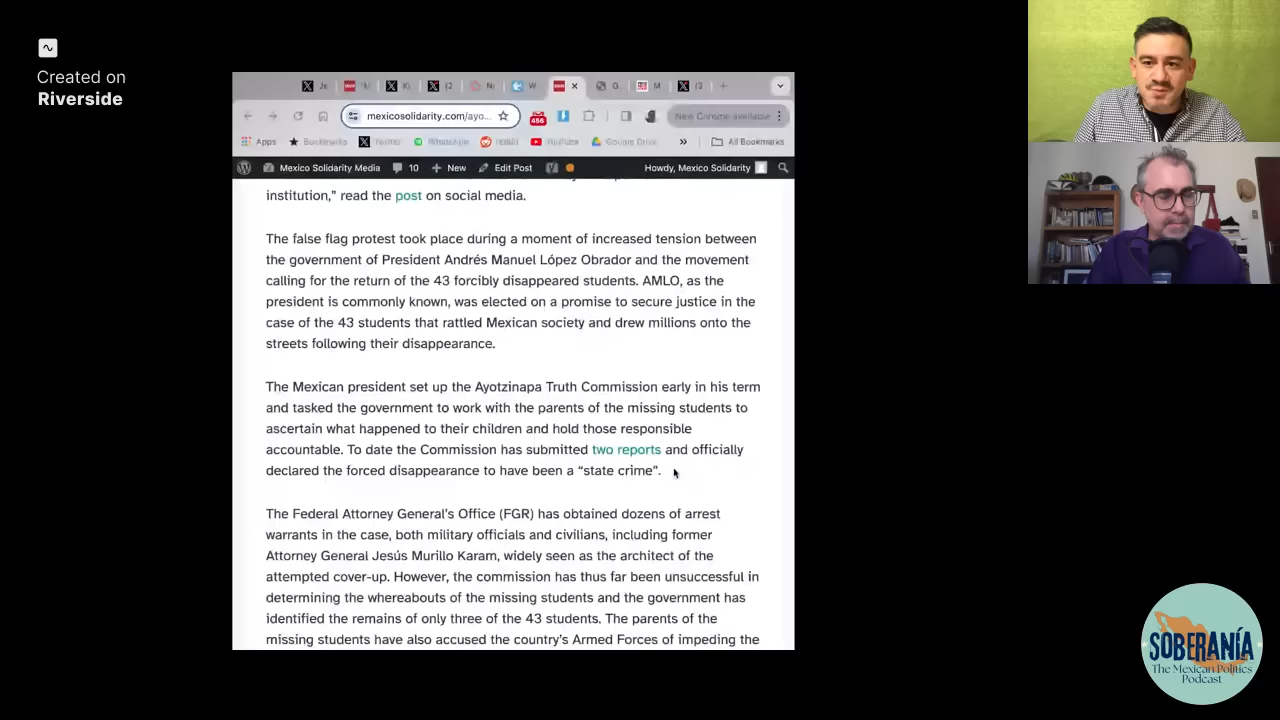 Created on
Riverside
mexicosolidarity.com/ayo...
456
New Chrome available
Apps
Bookmarks
Twitter
WhatsApp
reddit
YouTube
Google Drive
»
All Bookmarks
Mexico Solidarity Media
10
New
Edit Post
Howdy, Mexico Solidarity
institution,” read the post on social media.
The false flag protest took place during a moment of increased tension between
the government of President Andrés Manuel López Obrador and the movement
calling for the return of the 43 forcibly disappeared students. AMLO, as the
president is commonly known, was elected on a promise to secure justice in the
case of the 43 students that rattled Mexican society and drew millions onto the
streets following their disappearance.
The Mexican president set up the Ayotzinapa Truth Commission early in his term
and tasked the government to work with the parents of the missing students to
ascertain what happened to their children and hold those responsible
accountable. To date the Commission has submitted two reports and officially
declared the forced disappearance to have been a “state crime”.
The Federal Attorney General’s Office (FGR) has obtained dozens of arrest
warrants in the case, both military officials and civilians, including former
Attorney General Jesús Murillo Karam, widely seen as the architect of the
attempted cover-up. However, the commission has thus far been unsuccessful in
determining the whereabouts of the missing students and the government has
identified the remains of only three of the 43 students. The parents of the
missing students have also accused the country’s Armed Forces of impeding the
SOBERANÍA
The Mexican Politics
Podcast